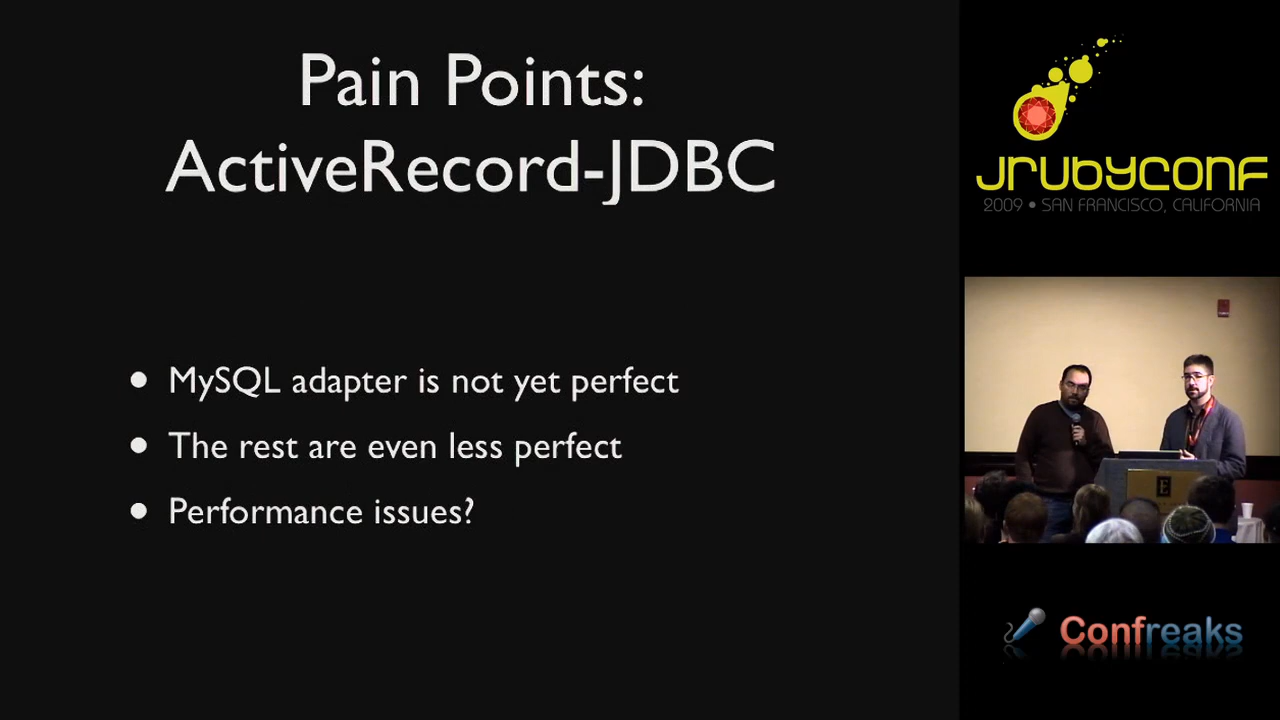 Pain Points:
ActiveRecord-JDBC
• MySQL adapter is not yet perfect
• The rest are even less perfect
• Performance issues?
JRubyConf
2009 • SAN FRANCISCO, CALIFORNIA
E
Confreaks